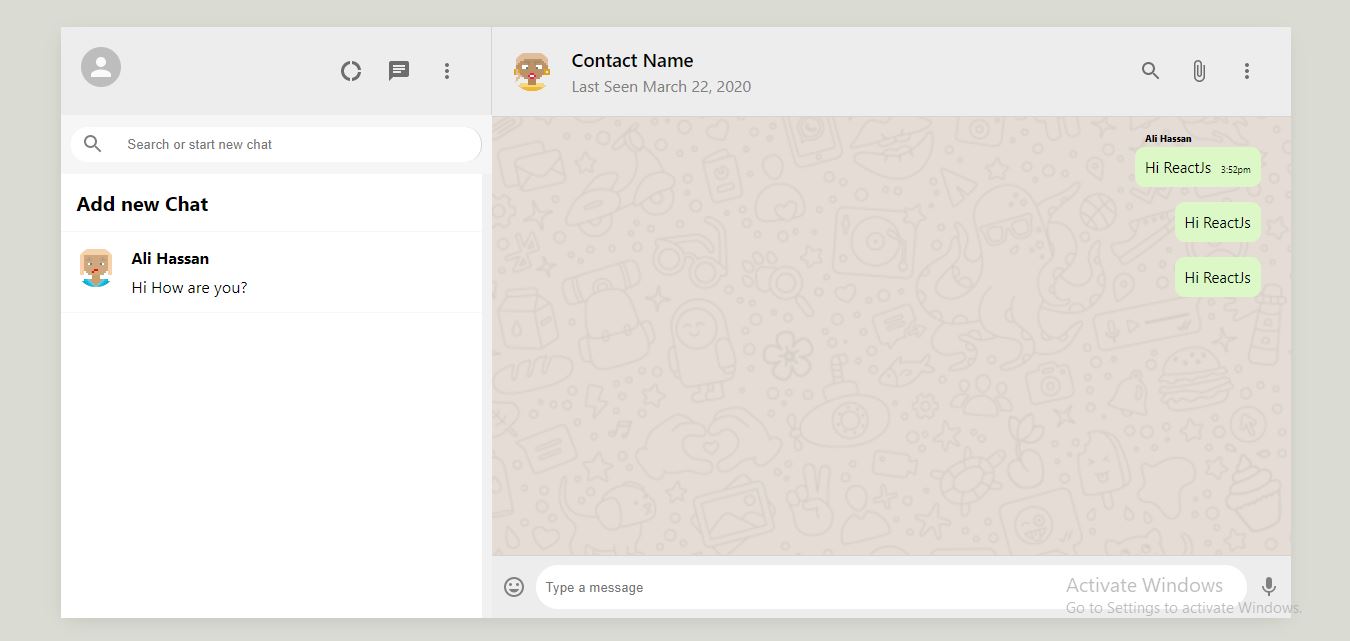 Search or start new chat
Add new Chat
Ali Hassan
Hi How are you?
Contact Name
Last Seen March 22, 2020
Ali Hassan
Hi ReactJs 3:52pm
Hi ReactJs
Hi ReactJs
Type a message
Activate Windows
Go to Settings to activate Windows.